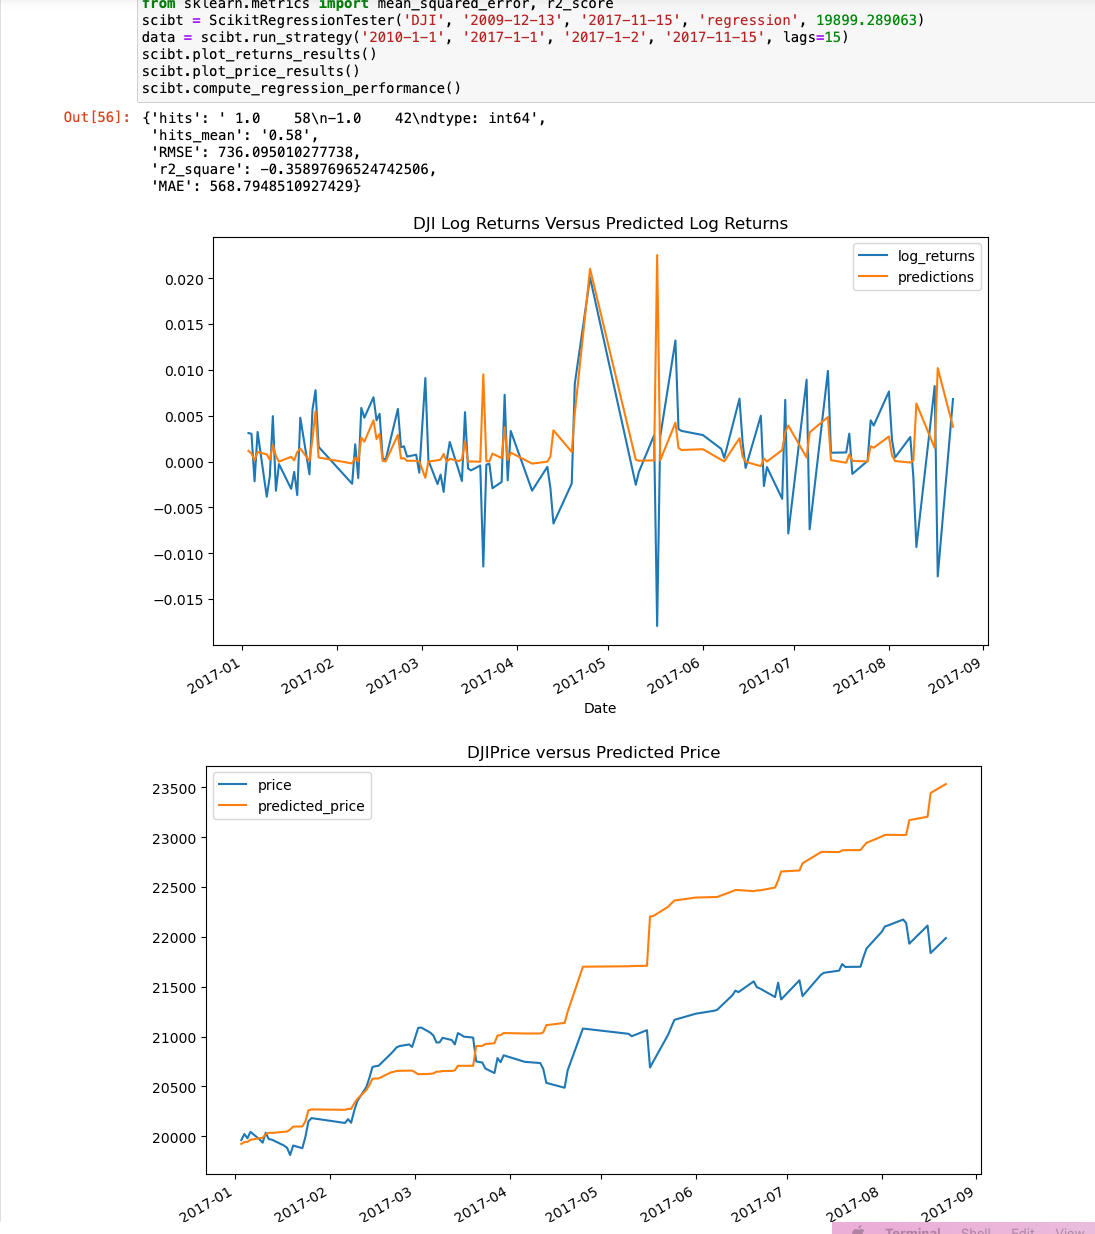 from sklearn.metrics import mean_squared_error, r2_score
scibt = ScikitRegressionTester('DJI', '2009-12-13', '2017-11-15', 'regression', 19899.289063)
data = scibt.run_strategy('2010-1-1', '2017-1-1', '2017-1-2', '2017-11-15', lags=15)
scibt.plot_returns_results()
scibt.plot_price_results()
scibt.compute_regression_performance()
Out[56]: {'hits': ' 1.0    58\n-1.0    42\ndtype: int64',
'hits_mean': '0.58',
'RMSE': 736.095010277738,
'r2_square': -0.35897696524742506,
'MAE': 568.7948510927429}
DJI Log Returns Versus Predicted Log Returns
log_returns
predictions
0.020
0.015
0.010
0.005
0.000
−0.005
−0.010
−0.015
2017-01 2017-02 2017-03 2017-04 2017-05 2017-06 2017-07 2017-08 2017-09
Date
DJIPrice versus Predicted Price
price
predicted_price
23500
23000
22500
22000
21500
21000
20500
20000
2017-01 2017-02 2017-03 2017-04 2017-05 2017-06 2017-07 2017-08 2017-09
Terminal Shell Edit View